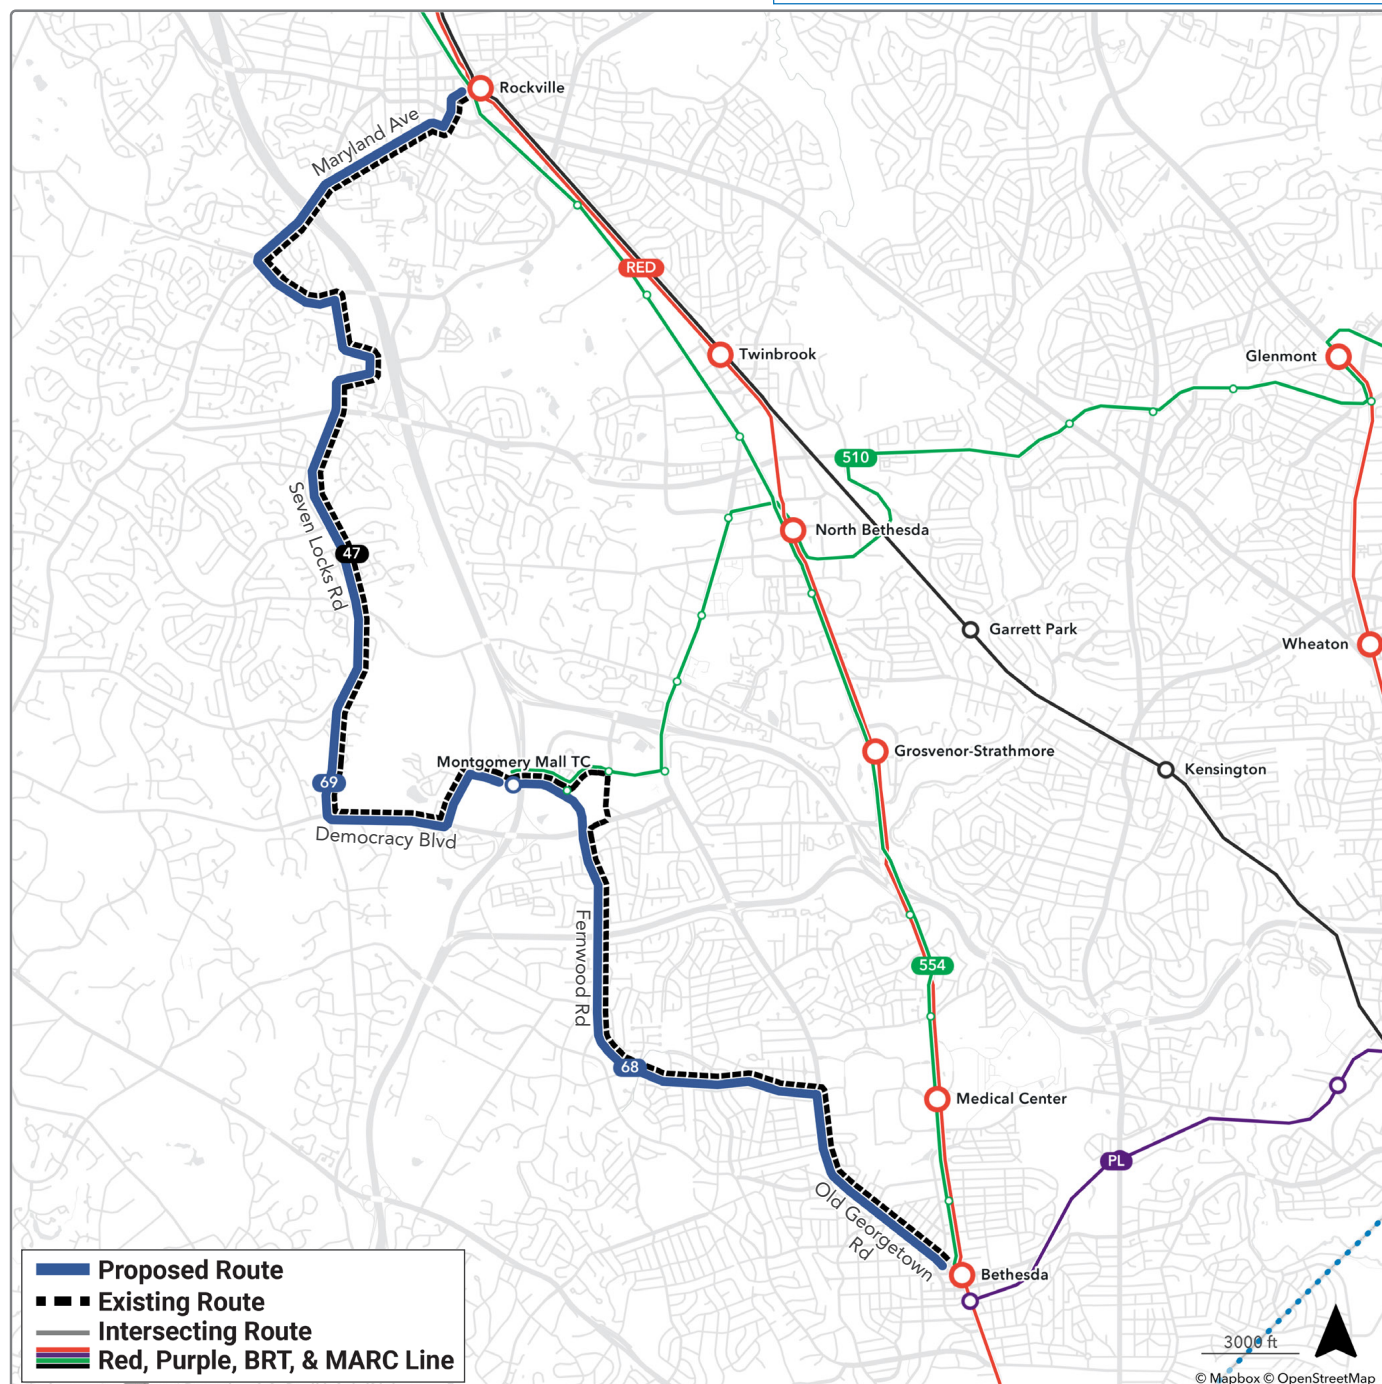 Rockville
Maryland Ave
RED
Twinbrook
Glenmont
510
Seven Locks Rd
North Bethesda
47
Garrett Park
Wheaton
Grosvenor-Strathmore
Montgomery Mall TC
Kensington
69
Democracy Blvd
Fernwood Rd
554
68
Medical Center
PL
Old Georgetown
Rd
Bethesda
Proposed Route
Existing Route
Intersecting Route
Red, Purple, BRT, & MARC Line
3000 ft
© Mapbox © OpenStreetMap